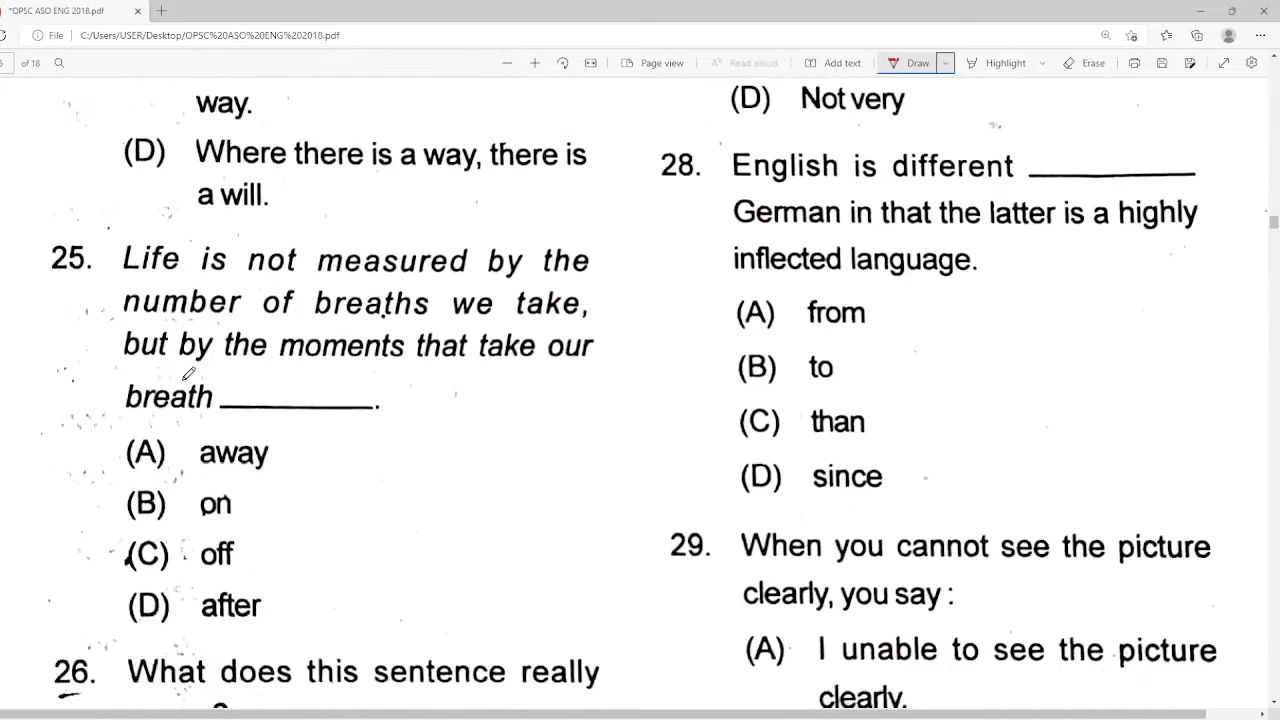 *OPSC ASO ENG 2018.pdf
File C:/Users/USER/Desktop/OPSC%20ASO%20ENG%202018.pdf
of 18
Page view
Read aloud
Add text
Draw
Highlight
Erase
way.
(D) Where there is a way, there is
a will.
25. Life is not measured by the
number of breaths we take,
but by the moments that take our
breath __________.
(A) away
(B) on
(C) off
(D) after
26. What does this sentence really
(D) Not very
28. English is different __________
German in that the latter is a highly
inflected language.
(A) from
(B) to
(C) than
(D) since
29. When you cannot see the picture
clearly, you say :
(A) I unable to see the picture
clearly.